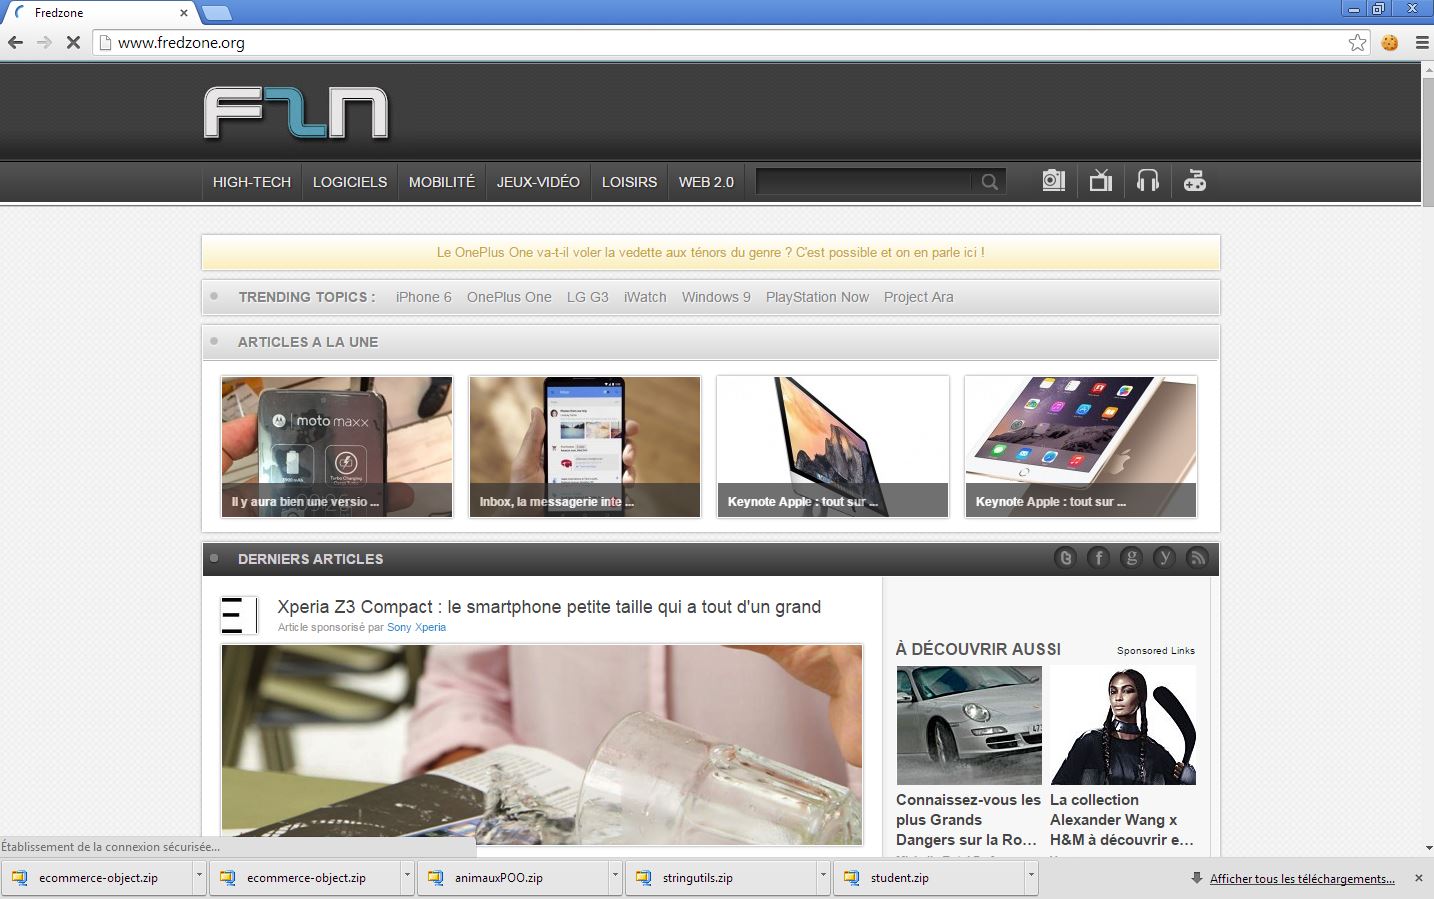 Fredzone
www.fredzone.org
FZN
HIGH-TECH LOGICIELS MOBILITÉ JEUX-VIDÉO LOISIRS WEB 2.0
Le OnePlus One va-t-il voler la vedette aux ténors du genre ? C'est possible et on en parle ici !
TRENDING TOPICS : iPhone 6 OnePlus One LG G3 iWatch Windows 9 PlayStation Now Project Ara
ARTICLES A LA UNE
moto maxx
Il y aura bien une versio ...
Inbox, la messagerie inte ...
Keynote Apple : tout sur ...
Keynote Apple : tout sur ...
DERNIERS ARTICLES
Xperia Z3 Compact : le smartphone petite taille qui a tout d'un grand
Article sponsorisé par Sony Xperia
À DÉCOUVRIR AUSSI
Sponsored Links
Connaissez-vous les
plus Grands
Dangers sur la Ro...
La collection
Alexander Wang x
H&M à découvrir e...
Établissement de la connexion sécurisée...
ecommerce-object.zip
ecommerce-object.zip
animauxPOO.zip
stringutils.zip
student.zip
Afficher tous les téléchargements...